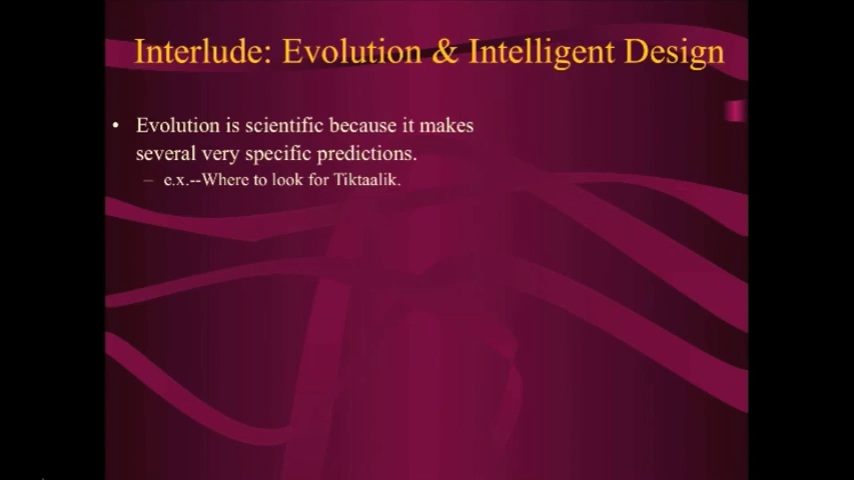 Interlude: Evolution & Intelligent Design
• Evolution is scientific because it makes
several very specific predictions.
– e.x.--Where to look for Tiktaalik.